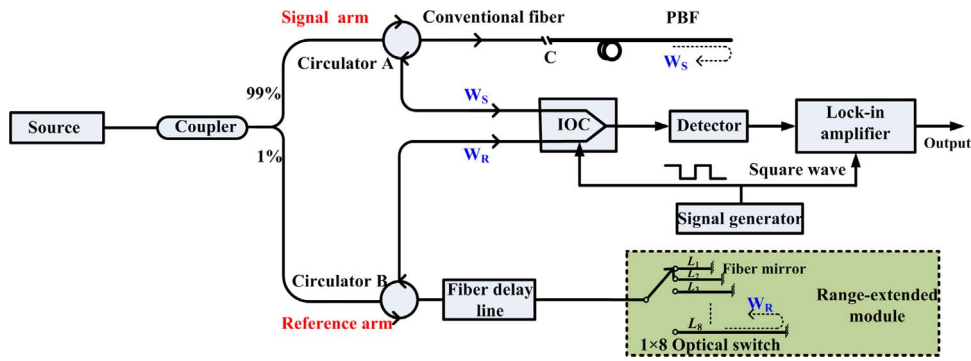 Signal arm
Conventional fiber
PBF
Circulator A
C
W_S
99%
W_S
Source
Coupler
IOC
Detector
Lock-in
amplifier
Output
1%
W_R
Square wave
Signal generator
Circulator B
Fiber delay
line
Reference arm
L_1
L_2
L_3
L_8
Fiber mirror
W_R
Range-extended
module
1×8 Optical switch